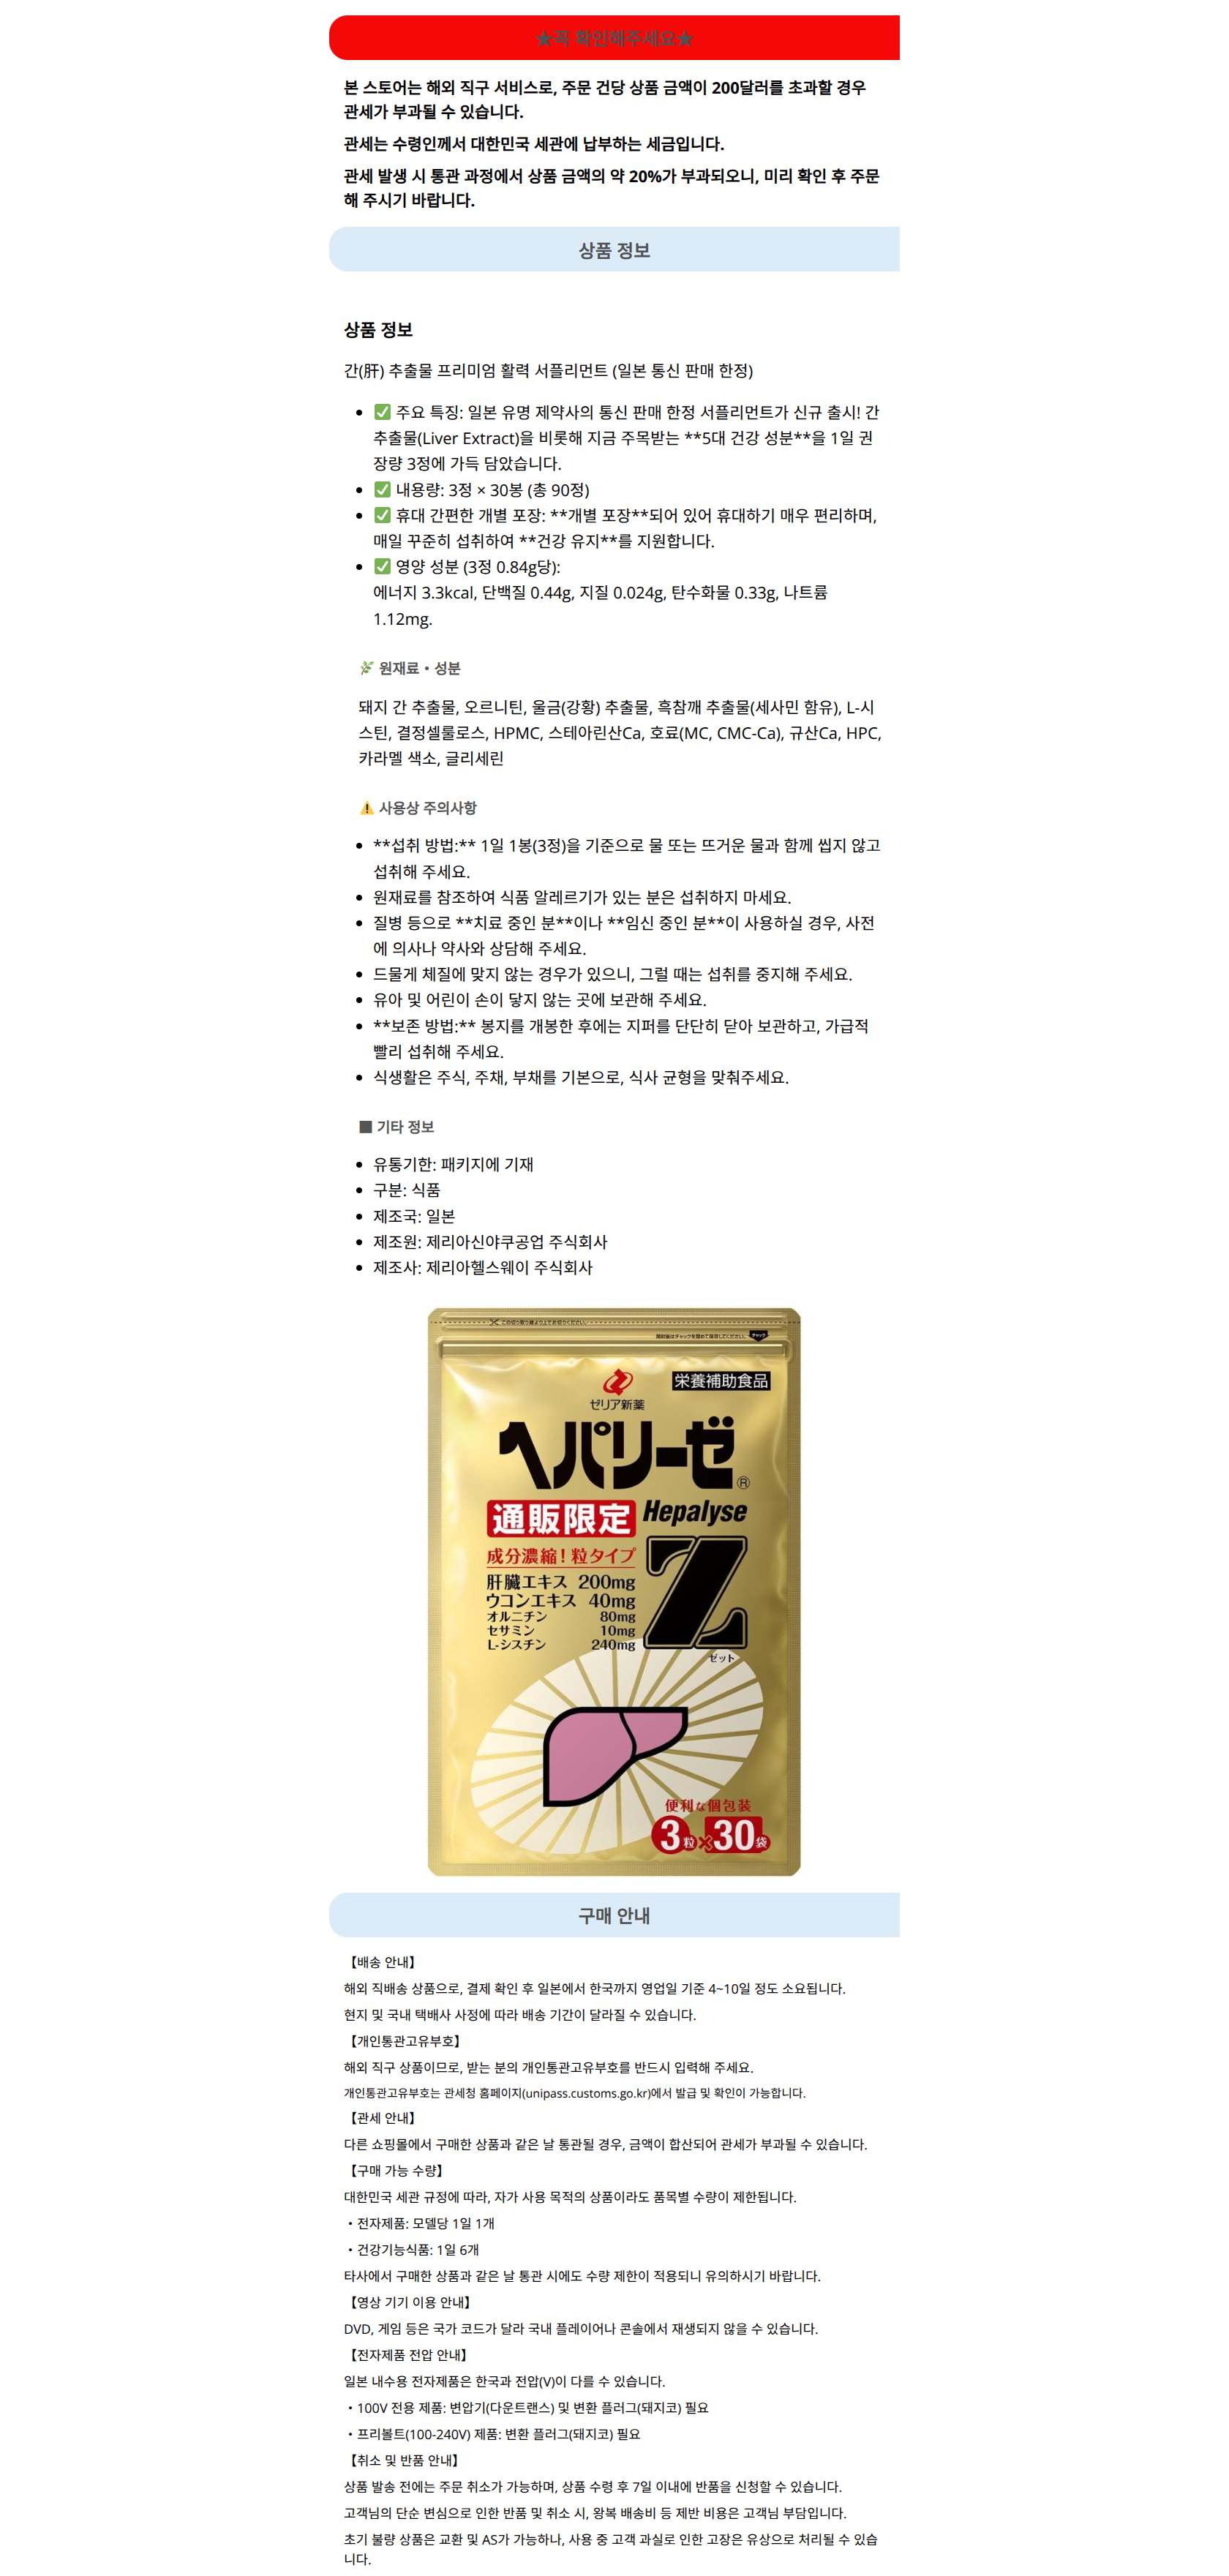 ★꼭 확인해주세요★
본 스토어는 해외 직구 서비스로, 주문 건당 상품 금액이 200달러를 초과할 경우
관세가 부과될 수 있습니다.
관세는 수령인께서 대한민국 세관에 납부하는 세금입니다.
관세 발생 시 통관 과정에서 상품 금액의 약 20%가 부과되오니, 미리 확인 후 주문
해 주시기 바랍니다.
상품 정보
상품 정보
간(肝) 추출물 프리미엄 활력 서플리먼트 (일본 통신 판매 한정)
• ✅ 주요 특징: 일본 유명 제약사의 통신 판매 한정 서플리먼트가 신규 출시! 간
추출물(Liver Extract)을 비롯해 지금 주목받는 **5대 건강 성분**을 1일 권
장량 3정에 가득 담았습니다.
• ✅ 내용량: 3정 × 30봉 (총 90정)
• ✅ 휴대 간편한 개별 포장: **개별 포장**되어 있어 휴대하기 매우 편리하며,
매일 꾸준히 섭취하여 **건강 유지**를 지원합니다.
• ✅ 영양 성분 (3정 0.84g당):
에너지 3.3kcal, 단백질 0.44g, 지질 0.024g, 탄수화물 0.33g, 나트륨
1.12mg.
🌿 원재료・성분
돼지 간 추출물, 오르니틴, 울금(강황) 추출물, 흑참깨 추출물(세사민 함유), L-시
스틴, 결정셀룰로스, HPMC, 스테아린산Ca, 호료(MC, CMC-Ca), 규산Ca, HPC,
카라멜 색소, 글리세린
⚠️ 사용상 주의사항
• **섭취 방법:** 1일 1봉(3정)을 기준으로 물 또는 뜨거운 물과 함께 씹지 않고
섭취해 주세요.
• 원재료를 참조하여 식품 알레르기가 있는 분은 섭취하지 마세요.
• 질병 등으로 **치료 중인 분**이나 **임신 중인 분**이 사용하실 경우, 사전
에 의사나 약사와 상담해 주세요.
• 드물게 체질에 맞지 않는 경우가 있으니, 그럴 때는 섭취를 중지해 주세요.
• 유아 및 어린이 손이 닿지 않는 곳에 보관해 주세요.
• **보존 방법:** 봉지를 개봉한 후에는 지퍼를 단단히 닫아 보관하고, 가급적
빨리 섭취해 주세요.
• 식생활은 주식, 주채, 부채를 기본으로, 식사 균형을 맞춰주세요.
■ 기타 정보
• 유통기한: 패키지에 기재
• 구분: 식품
• 제조국: 일본
• 제조원: 제리아신야쿠공업 주식회사
• 제조사: 제리아헬스웨이 주식회사
この切り取り線より上でお切りください。
開封後はチャックを閉めて保存してください。 チャック
栄養補助食品
ゼリア新薬
ヘパリーゼ®
通販限定 Hepalyse
成分濃縮！粒タイプ Z
肝臓エキス 200mg
ウコンエキス 40mg
オルニチン 80mg
セサミン 10mg
L-シスチン 240mg
ゼット
便利な個包装
3粒×30袋
구매 안내
【배송 안내】
해외 직배송 상품으로, 결제 확인 후 일본에서 한국까지 영업일 기준 4~10일 정도 소요됩니다.
현지 및 국내 택배사 사정에 따라 배송 기간이 달라질 수 있습니다.
【개인통관고유부호】
해외 직구 상품이므로, 받는 분의 개인통관고유부호를 반드시 입력해 주세요.
개인통관고유부호는 관세청 홈페이지(unipass.customs.go.kr)에서 발급 및 확인이 가능합니다.
【관세 안내】
다른 쇼핑몰에서 구매한 상품과 같은 날 통관될 경우, 금액이 합산되어 관세가 부과될 수 있습니다.
【구매 가능 수량】
대한민국 세관 규정에 따라, 자가 사용 목적의 상품이라도 품목별 수량이 제한됩니다.
・전자제품: 모델당 1일 1개
・건강기능식품: 1일 6개
타사에서 구매한 상품과 같은 날 통관 시에도 수량 제한이 적용되니 유의하시기 바랍니다.
【영상 기기 이용 안내】
DVD, 게임 등은 국가 코드가 달라 국내 플레이어나 콘솔에서 재생되지 않을 수 있습니다.
【전자제품 전압 안내】
일본 내수용 전자제품은 한국과 전압(V)이 다를 수 있습니다.
・100V 전용 제품: 변압기(다운트랜스) 및 변환 플러그(돼지코) 필요
・프리볼트(100-240V) 제품: 변환 플러그(돼지코) 필요
【취소 및 반품 안내】
상품 발송 전에는 주문 취소가 가능하며, 상품 수령 후 7일 이내에 반품을 신청할 수 있습니다.
고객님의 단순 변심으로 인한 반품 및 취소 시, 왕복 배송비 등 제반 비용은 고객님 부담입니다.
초기 불량 상품은 교환 및 AS가 가능하나, 사용 중 고객 과실로 인한 고장은 유상으로 처리될 수 있습
니다.